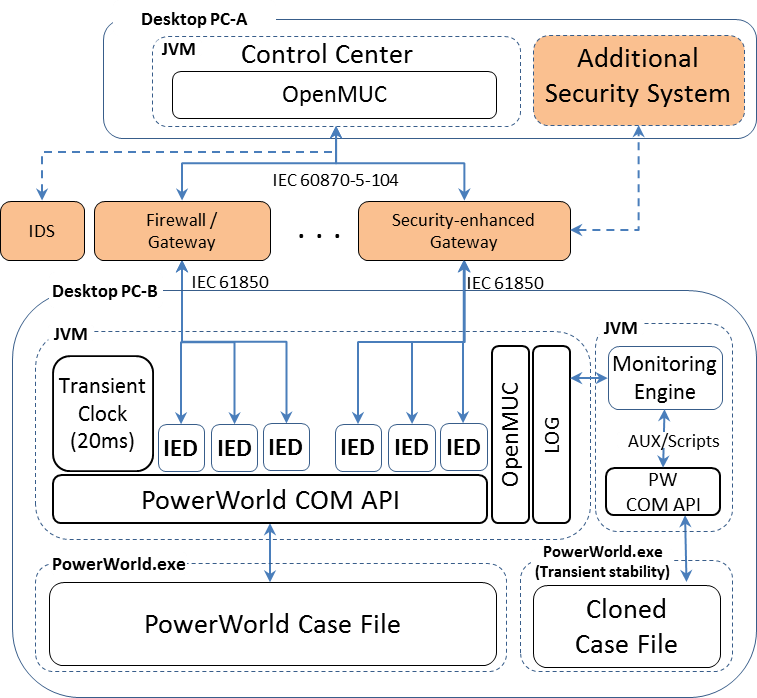 Desktop PC-A
JVM
Control Center
OpenMUC
Additional
Security System
IEC 60870-5-104
IDS
Firewall /
Gateway
. . .
Security-enhanced
Gateway
IEC 61850
IEC 61850
Desktop PC-B
JVM
JVM
Transient
Clock
(20ms)
IED
IED
IED
IED
IED
IED
OpenMUC
LOG
Monitoring
Engine
AUX/Scripts
PW
COM API
PowerWorld COM API
PowerWorld.exe
PowerWorld Case File
PowerWorld.exe
(Transient stability)
Cloned
Case File